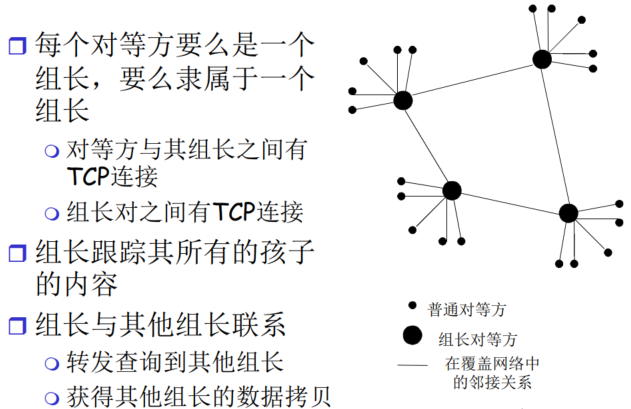 每个对等方要么是一个
组长，要么隶属于一个
组长
对等方与其组长之间有
TCP连接
组长对之间有TCP连接
组长跟踪其所有的孩子
的内容
组长与其他组长联系
转发查询到其他组长
获得其他组长的数据拷贝
普通对等方
组长对等方
在覆盖网络中
的邻接关系